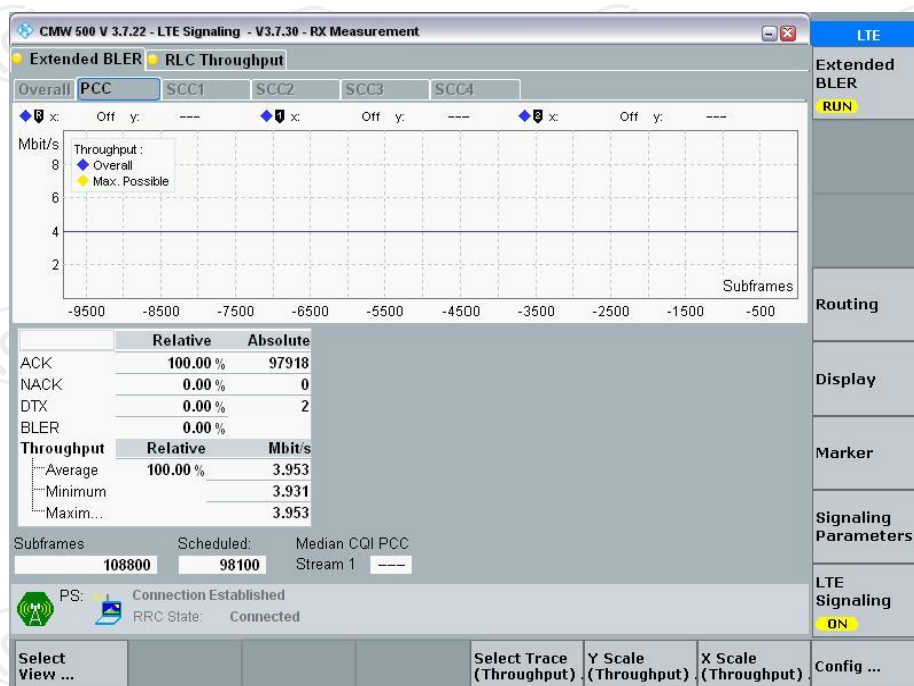 CMW 500 V 3.7.22 - LTE Signaling - V3.7.30 - RX Measurement
LTE
Extended BLER RLC Throughput
Extended
BLER
RUN
Overall PCC SCC1 SCC2 SCC3 SCC4
R x: Off y: --- 1 x: Off y: --- 2 x: Off y: ---
Mbit/s
Throughput :
Overall
Max. Possible
8
6
4
2
Subframes
-9500 -8500 -7500 -6500 -5500 -4500 -3500 -2500 -1500 -500
Routing
Relative Absolute
ACK 100.00 % 97918
NACK 0.00 % 0
DTX 0.00 % 2
BLER 0.00 %
Display
Throughput Relative Mbit/s
Average 100.00 % 3.953
Minimum 3.931
Maxim... 3.953
Marker
Signaling
Parameters
Subframes Scheduled: Median CQI PCC
108800 98100 Stream 1 ---
PS: Connection Established
RRC State: Connected
LTE
Signaling
ON
Select
View ...
Select Trace
(Throughput)
Y Scale
(Throughput)
X Scale
(Throughput)
Config ...